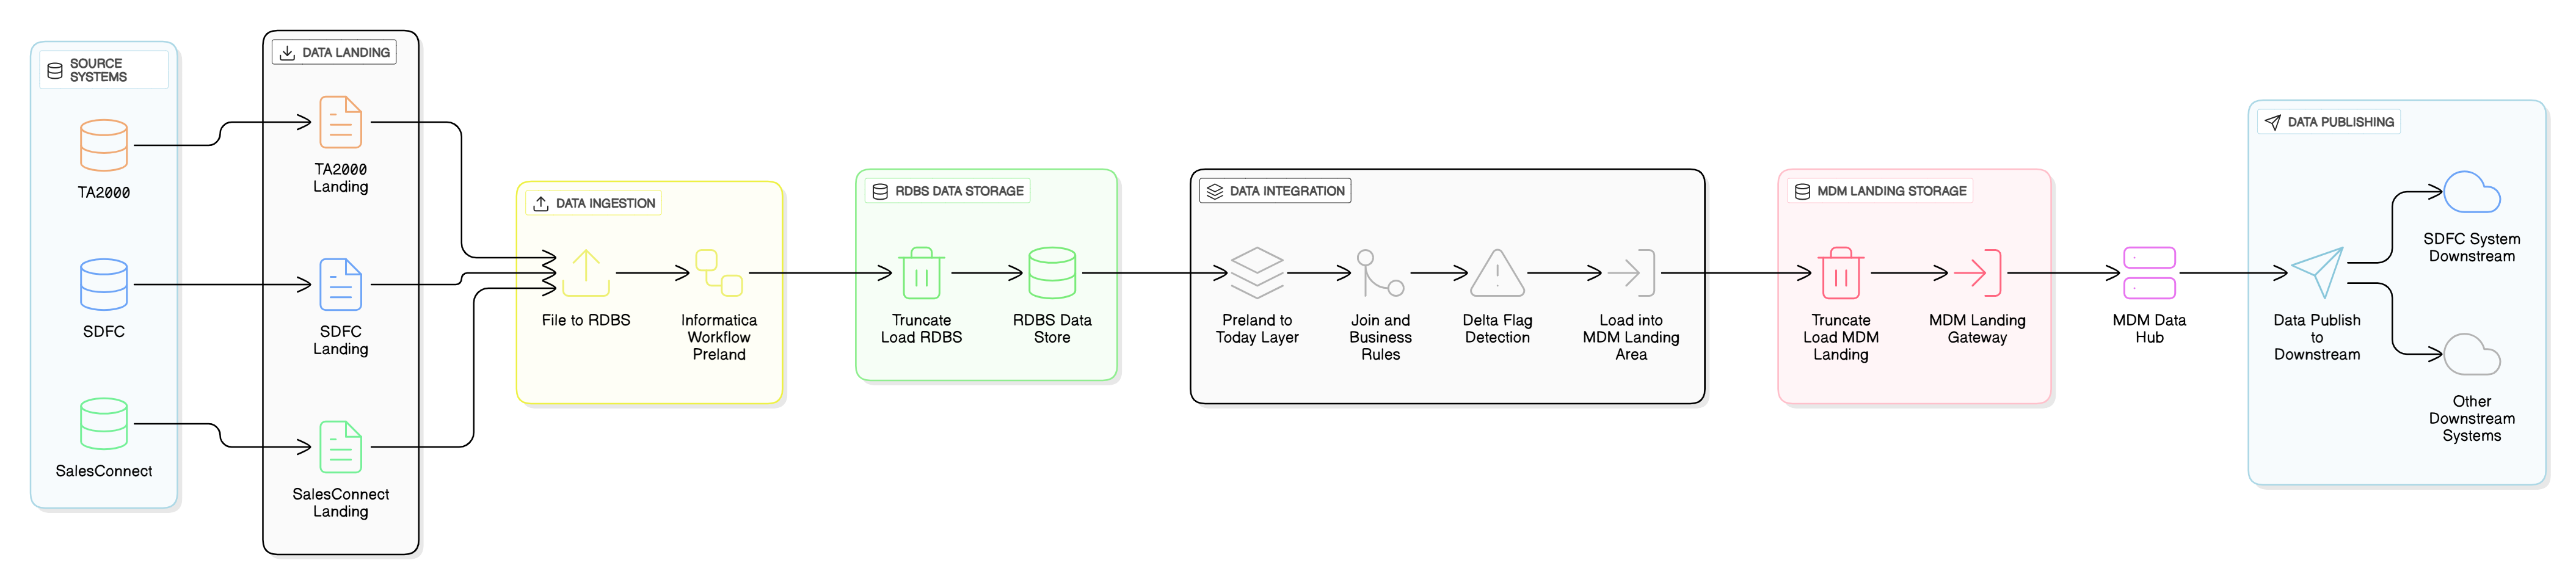 SOURCE
SYSTEMS
TA2000
SDFC
SalesConnect
DATA LANDING
TA2000
Landing
SDFC
Landing
SalesConnect
Landing
DATA INGESTION
File to RDBS
Informatica
Workflow
Preland
RDBS DATA STORAGE
Truncate
Load RDBS
RDBS Data
Store
DATA INTEGRATION
Preland to
Today Layer
Join and
Business
Rules
Delta Flag
Detection
Load into
MDM Landing
Area
MDM LANDING STORAGE
Truncate
Load MDM
Landing
MDM Landing
Gateway
MDM Data
Hub
DATA PUBLISHING
Data Publish
to
Downstream
SDFC System
Downstream
Other
Downstream
Systems